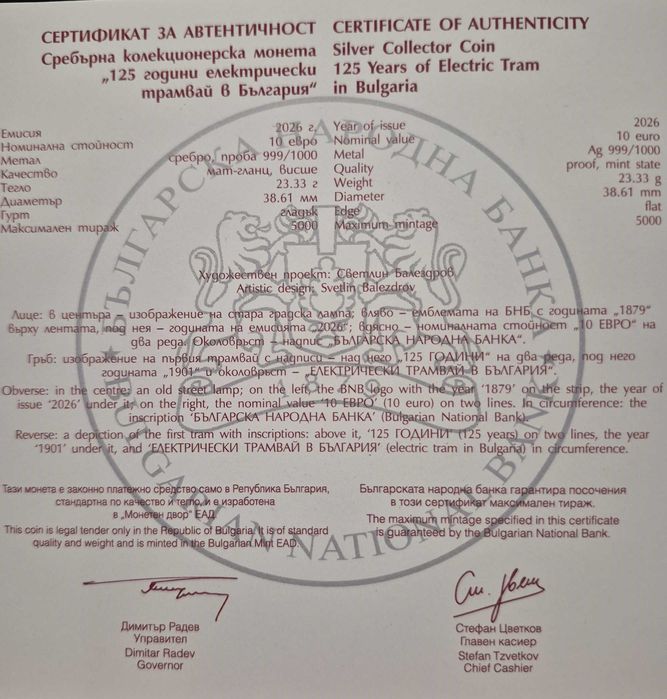 СЕРТИФИКАТ ЗА АВТЕНТИЧНОСТ
Сребърна колекционерска монета
„125 години електрически
трамвай в България“
CERTIFICATE OF AUTHENTICITY
Silver Collector Coin
125 Years of Electric Tram
in Bulgaria
Емисия 2026 г. Year of issue 2026
Номинална стойност 10 евро Nominal value 10 euro
Метал сребро, проба 999/1000 Metal Ag 999/1000
Качество мат-гланц, висше Quality proof, mint state
Тегло 23.33 г Weight 23.33 g
Диаметър 38.61 мм Diameter 38.61 mm
Гурт гладък Edge flat
Максимален тираж 5000 Maximum mintage 5000
Художествен проект: Светлин Балездров
Artistic design: Svetlin Balezdrov
Лице: в центъра – изображение на стара градска лампа; вляво – емблемата на БНБ с годината „1879“
върху лентата, под нея – годината на емисията „2026“; вдясно – номиналната стойност „10 ЕВРО“ на
два реда. Околовръст – надпис „БЪЛГАРСКА НАРОДНА БАНКА“.
Гръб: изображение на първия трамвай с надписи – над него „125 ГОДИНИ“ на два реда, под него
годината „1901“ и околовръст – „ЕЛЕКТРИЧЕСКИ ТРАМВАЙ В БЪЛГАРИЯ“.
Obverse: in the centre, an old street lamp; on the left, the BNB logo with the year ‘1879’ on the strip, the year of
issue ‘2026’ under it; on the right, the nominal value ‘10 ЕВРО’ (10 euro) on two lines. In circumference: the
inscription ‘БЪЛГАРСКА НАРОДНА БАНКА’ (Bulgarian National Bank).
Reverse: a depiction of the first tram with inscriptions: above it, ‘125 ГОДИНИ’ (125 years) on two lines, the year
‘1901’ under it, and ‘ЕЛЕКТРИЧЕСКИ ТРАМВАЙ В БЪЛГАРИЯ’ (electric tram in Bulgaria) in circumference.
Тази монета е законно платежно средство само в Република България,
стандартна по качество и тегло, и е изработена
в „Монетен двор“ ЕАД.
This coin is legal tender only in the Republic of Bulgaria. It is of standard
quality and weight and is minted in the Bulgarian Mint EAD.
Българската народна банка гарантира посочения
в този сертификат максимален тираж.
The maximum mintage specified in this certificate
is guaranteed by the Bulgarian National Bank.
Димитър Радев
Управител
Dimitar Radev
Governor
Стефан Цветков
Главен касиер
Stefan Tzvetkov
Chief Cashier
БЪЛГАРСКА НАРОДНА БАНКА
BULGARIAN NATIONAL BANK